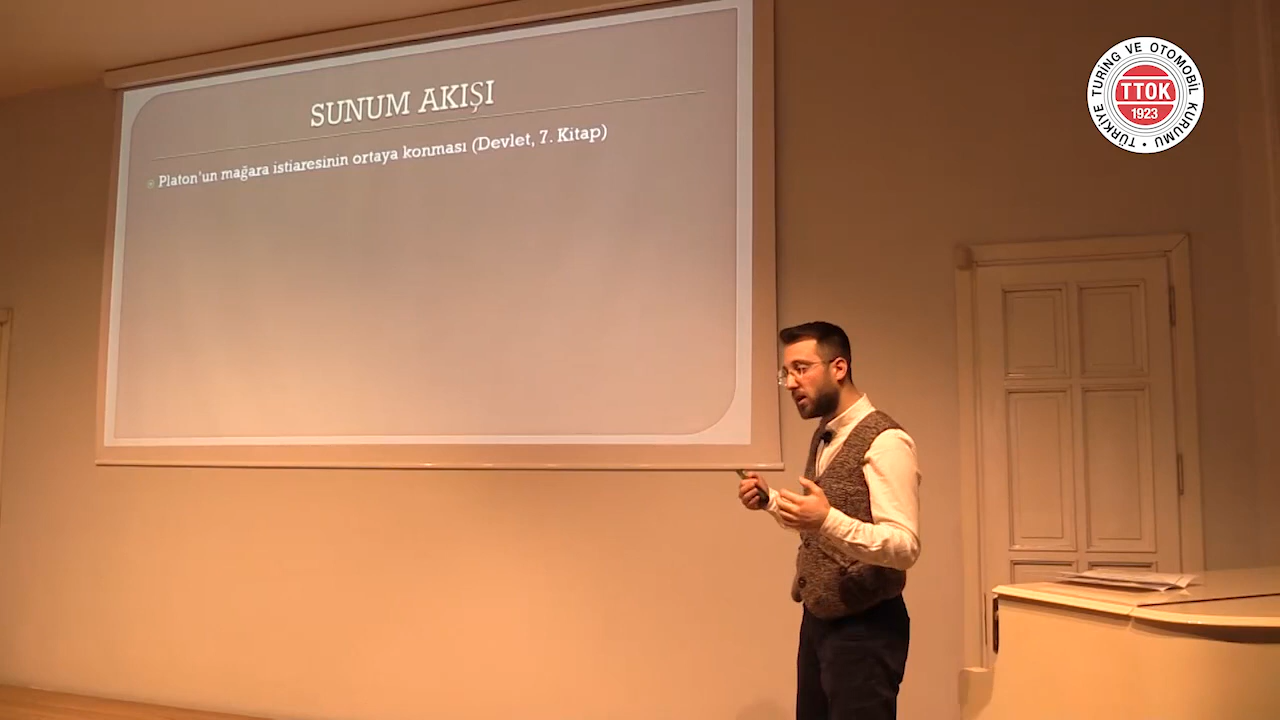 SUNUM AKIŞI
Platon'un mağara istiaresinin ortaya konması (Devlet, 7. Kitap)
TÜRKİYE TURİNG VE OTOMOBİL KURUMU
TTOK
1923